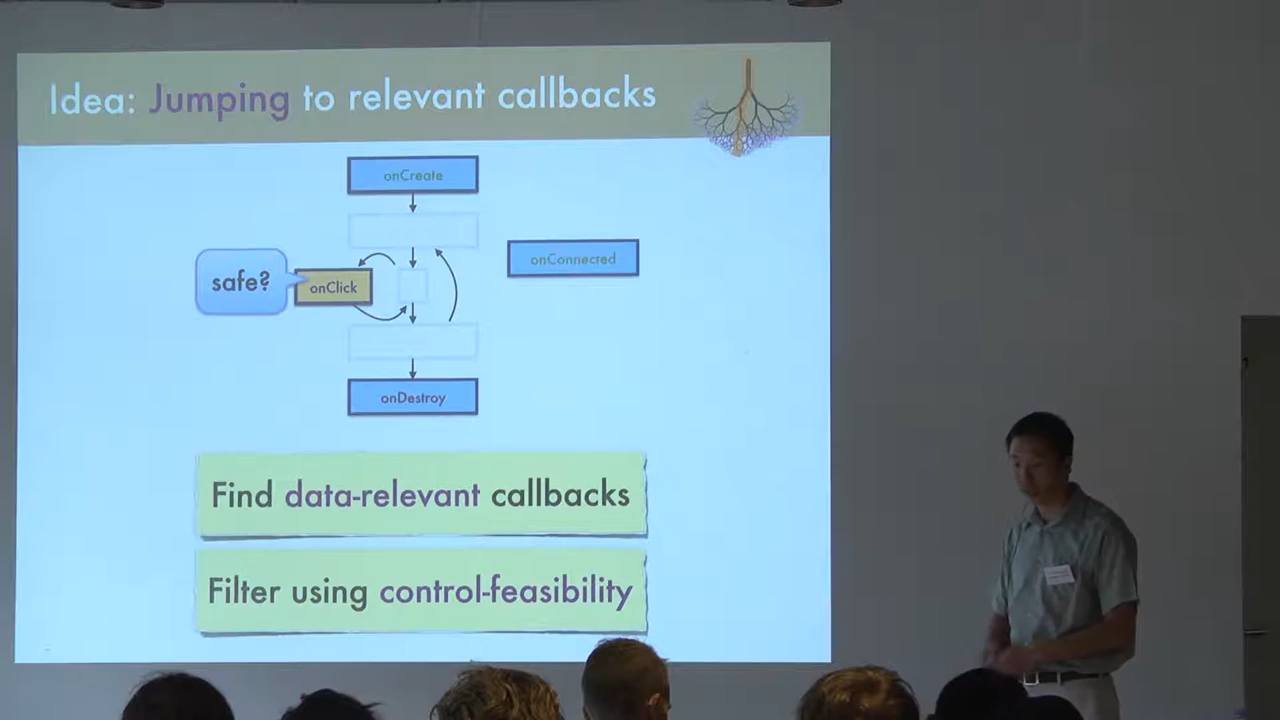 Idea: Jumping to relevant callbacks
onCreate
onConnected
safe?
onClick
onDestroy
Find data-relevant callbacks
Filter using control-feasibility